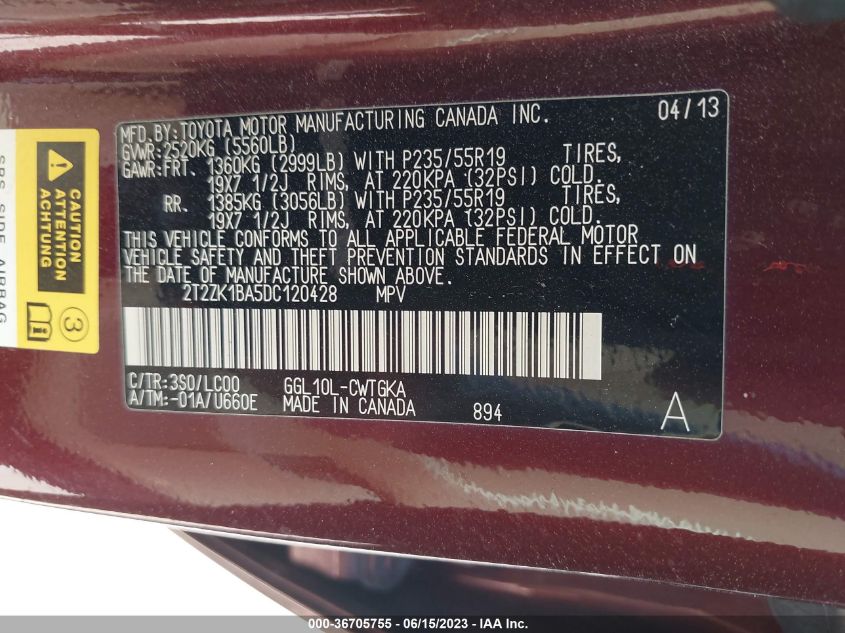 MFD.BY:TOYOTA MOTOR MANUFACTURING CANADA INC. 04/13
GVWR:2520KG (5560LB)
GAWR:FRT. 1360KG (2999LB) WITH P235/55R19 TIRES,
19X7 1/2J RIMS, AT 220KPA (32PSI) COLD.
RR. 1385KG (3056LB) WITH P235/55R19 TIRES,
19X7 1/2J RIMS, AT 220KPA (32PSI) COLD.
THIS VEHICLE CONFORMS TO ALL APPLICABLE FEDERAL MOTOR
VEHICLE SAFETY AND THEFT PREVENTION STANDARDS IN EFFECT ON
THE DATE OF MANUFACTURE SHOWN ABOVE.
2T2ZK1BA5DC120428 MPV
C/TR:3S0/LC00 GGL10L-CWTGKA
A/TM:-01A/U660E MADE IN CANADA 894 A
CAUTION
ATTENTION
ACHTUNG
3
SRS SIDE AIRBAG
000-36705755 - 06/15/2023 - IAA Inc.